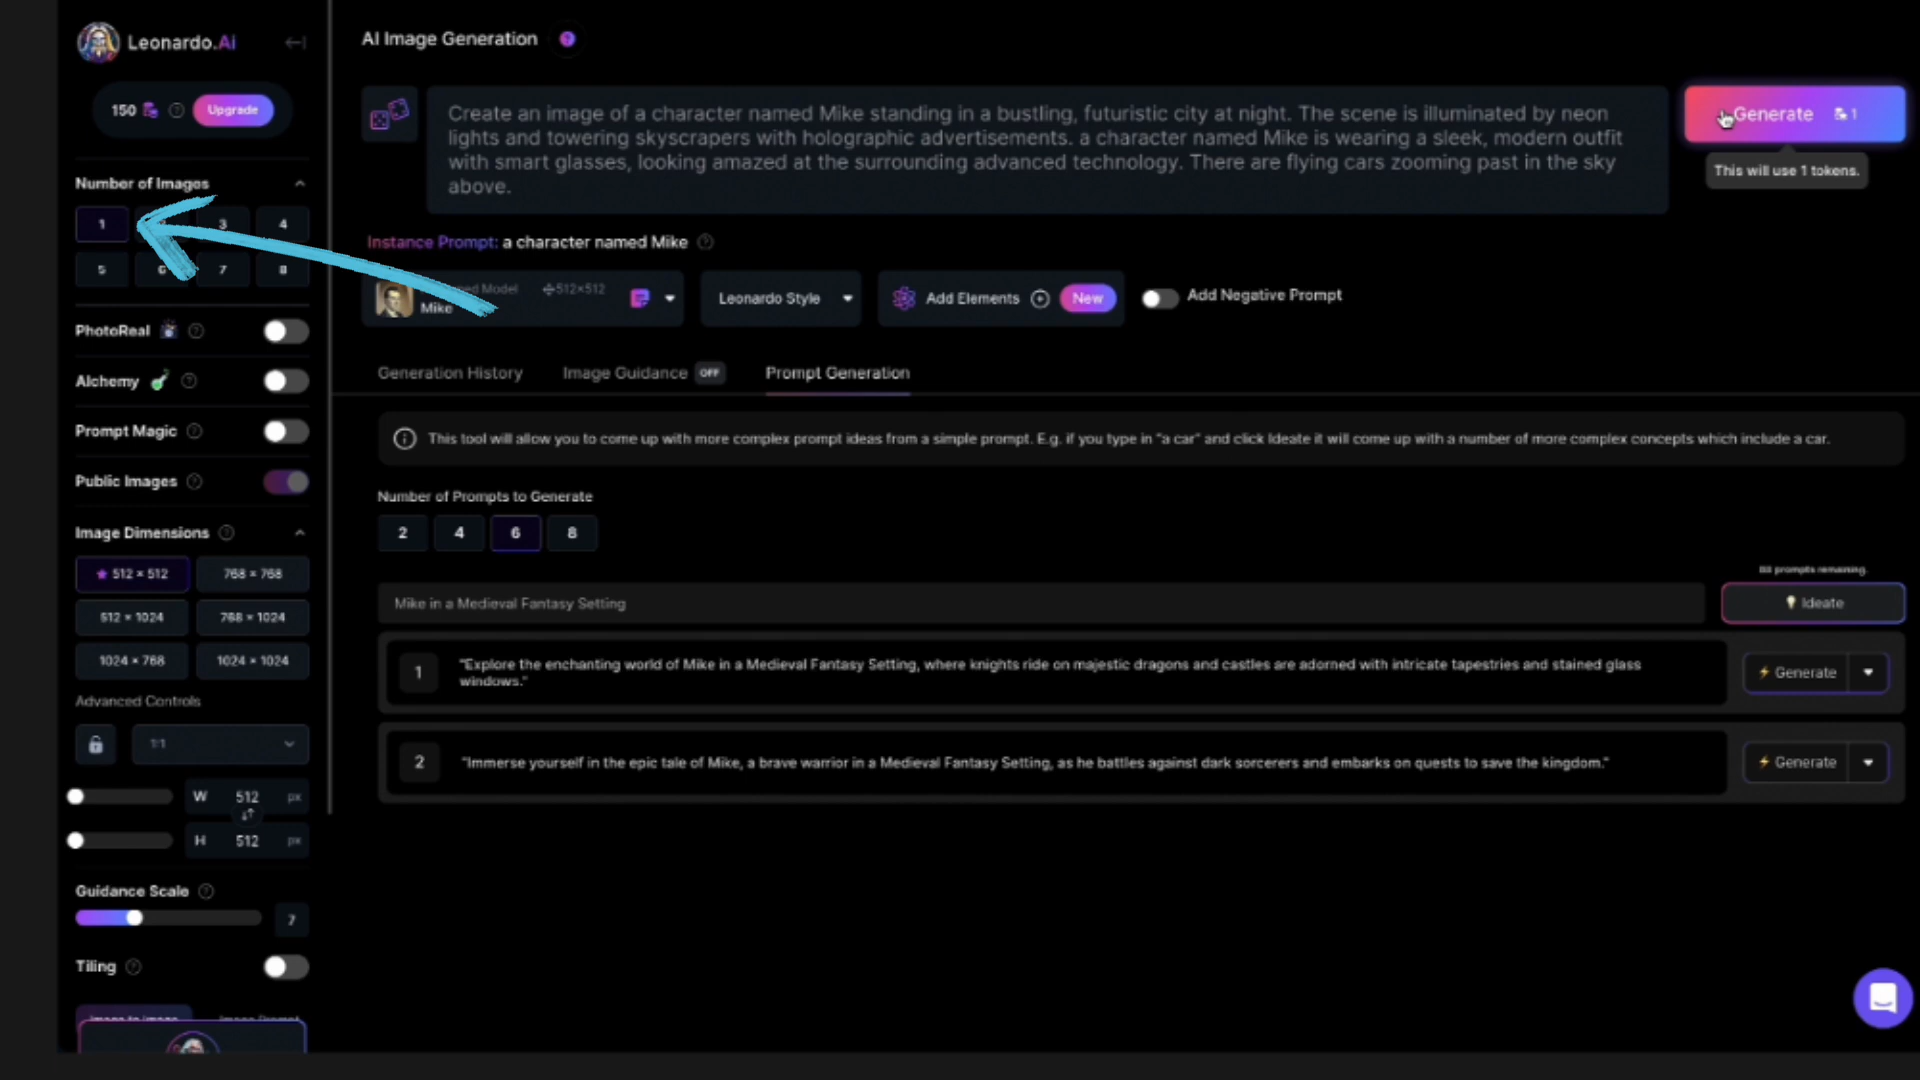 Leonardo.Ai
150
Upgrade
Number of Images
1 3 4
5 6 7 8
PhotoReal
Alchemy
Prompt Magic
Public Images
Image Dimensions
512 × 512
768 × 768
512 × 1024
768 × 1024
1024 × 768
1024 × 1024
Advanced Controls
1:1
W 512 px
H 512 px
Guidance Scale
7
Tiling
Image to Image
Image Prompt
AI Image Generation
Create an image of a character named Mike standing in a bustling, futuristic city at night. The scene is illuminated by neon
lights and towering skyscrapers with holographic advertisements. a character named Mike is wearing a sleek, modern outfit
with smart glasses, looking amazed at the surrounding advanced technology. There are flying cars zooming past in the sky
above.
Generate 1
This will use 1 tokens.
Instance Prompt: a character named Mike
Model
512×512
Mike
Leonardo Style
Add Elements
New
Add Negative Prompt
Generation History
Image Guidance OFF
Prompt Generation
This tool will allow you to come up with more complex prompt ideas from a simple prompt. E.g. if you type in "a car" and click Ideate it will come up with a number of more complex concepts which include a car.
Number of Prompts to Generate
2 4 6 8
prompts remaining.
Mike in a Medieval Fantasy Setting
Ideate
1
"Explore the enchanting world of Mike in a Medieval Fantasy Setting, where knights ride on majestic dragons and castles are adorned with intricate tapestries and stained glass
windows."
Generate
2
"Immerse yourself in the epic tale of Mike, a brave warrior in a Medieval Fantasy Setting, as he battles against dark sorcerers and embarks on quests to save the kingdom."
Generate